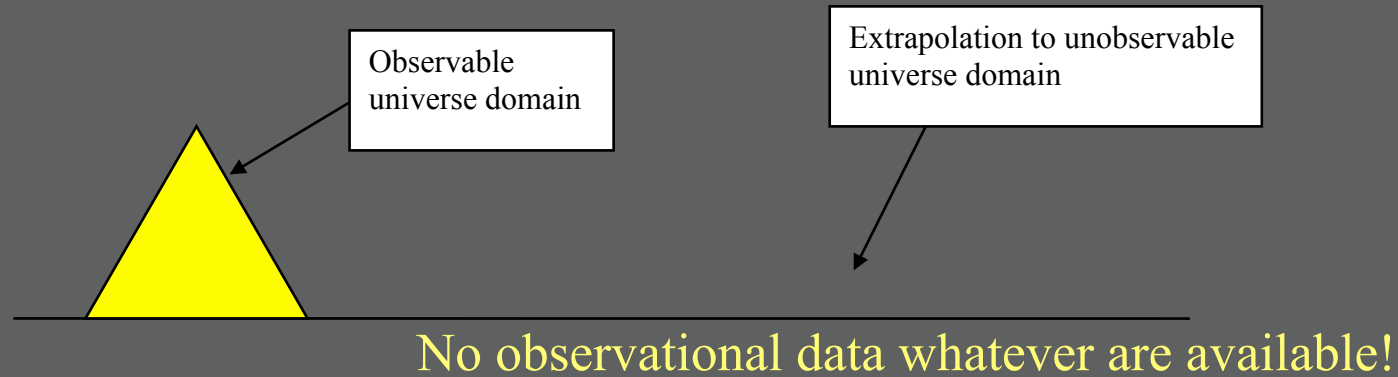 Observable
universe domain
Extrapolation to unobservable
universe domain
No observational data whatever are available!